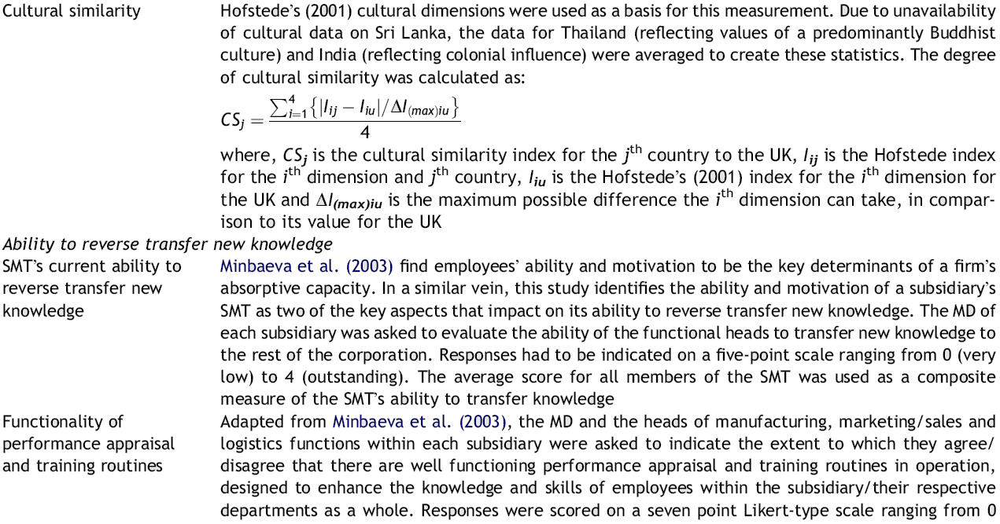 Cultural similarity
Hofstede's (2001) cultural dimensions were used as a basis for this measurement. Due to unavailability
of cultural data on Sri Lanka, the data for Thailand (reflecting values of a predominantly Buddhist
culture) and India (reflecting colonial influence) were averaged to create these statistics. The degree
of cultural similarity was calculated as:
CS_j = \frac{\sum_{i=1}^{4} \{|I_{ij} - I_{iu}|/\Delta I_{(max)iu}\}}{4}
where, CS_j is the cultural similarity index for the j^th country to the UK, I_ij is the Hofstede index
for the i^th dimension and j^th country, I_iu is the Hofstede's (2001) index for the i^th dimension for
the UK and ΔI_(max)iu is the maximum possible difference the i^th dimension can take, in compar-
ison to its value for the UK
Ability to reverse transfer new knowledge
SMT's current ability to
reverse transfer new
knowledge
Minbaeva et al. (2003) find employees' ability and motivation to be the key determinants of a firm's
absorptive capacity. In a similar vein, this study identifies the ability and motivation of a subsidiary's
SMT as two of the key aspects that impact on its ability to reverse transfer new knowledge. The MD of
each subsidiary was asked to evaluate the ability of the functional heads to transfer new knowledge to
the rest of the corporation. Responses had to be indicated on a five-point scale ranging from 0 (very
low) to 4 (outstanding). The average score for all members of the SMT was used as a composite
measure of the SMT's ability to transfer knowledge
Functionality of
performance appraisal
and training routines
Adapted from Minbaeva et al. (2003), the MD and the heads of manufacturing, marketing/sales and
logistics functions within each subsidiary were asked to indicate the extent to which they agree/
disagree that there are well functioning performance appraisal and training routines in operation,
designed to enhance the knowledge and skills of employees within the subsidiary/their respective
departments as a whole. Responses were scored on a seven point Likert-type scale ranging from 0